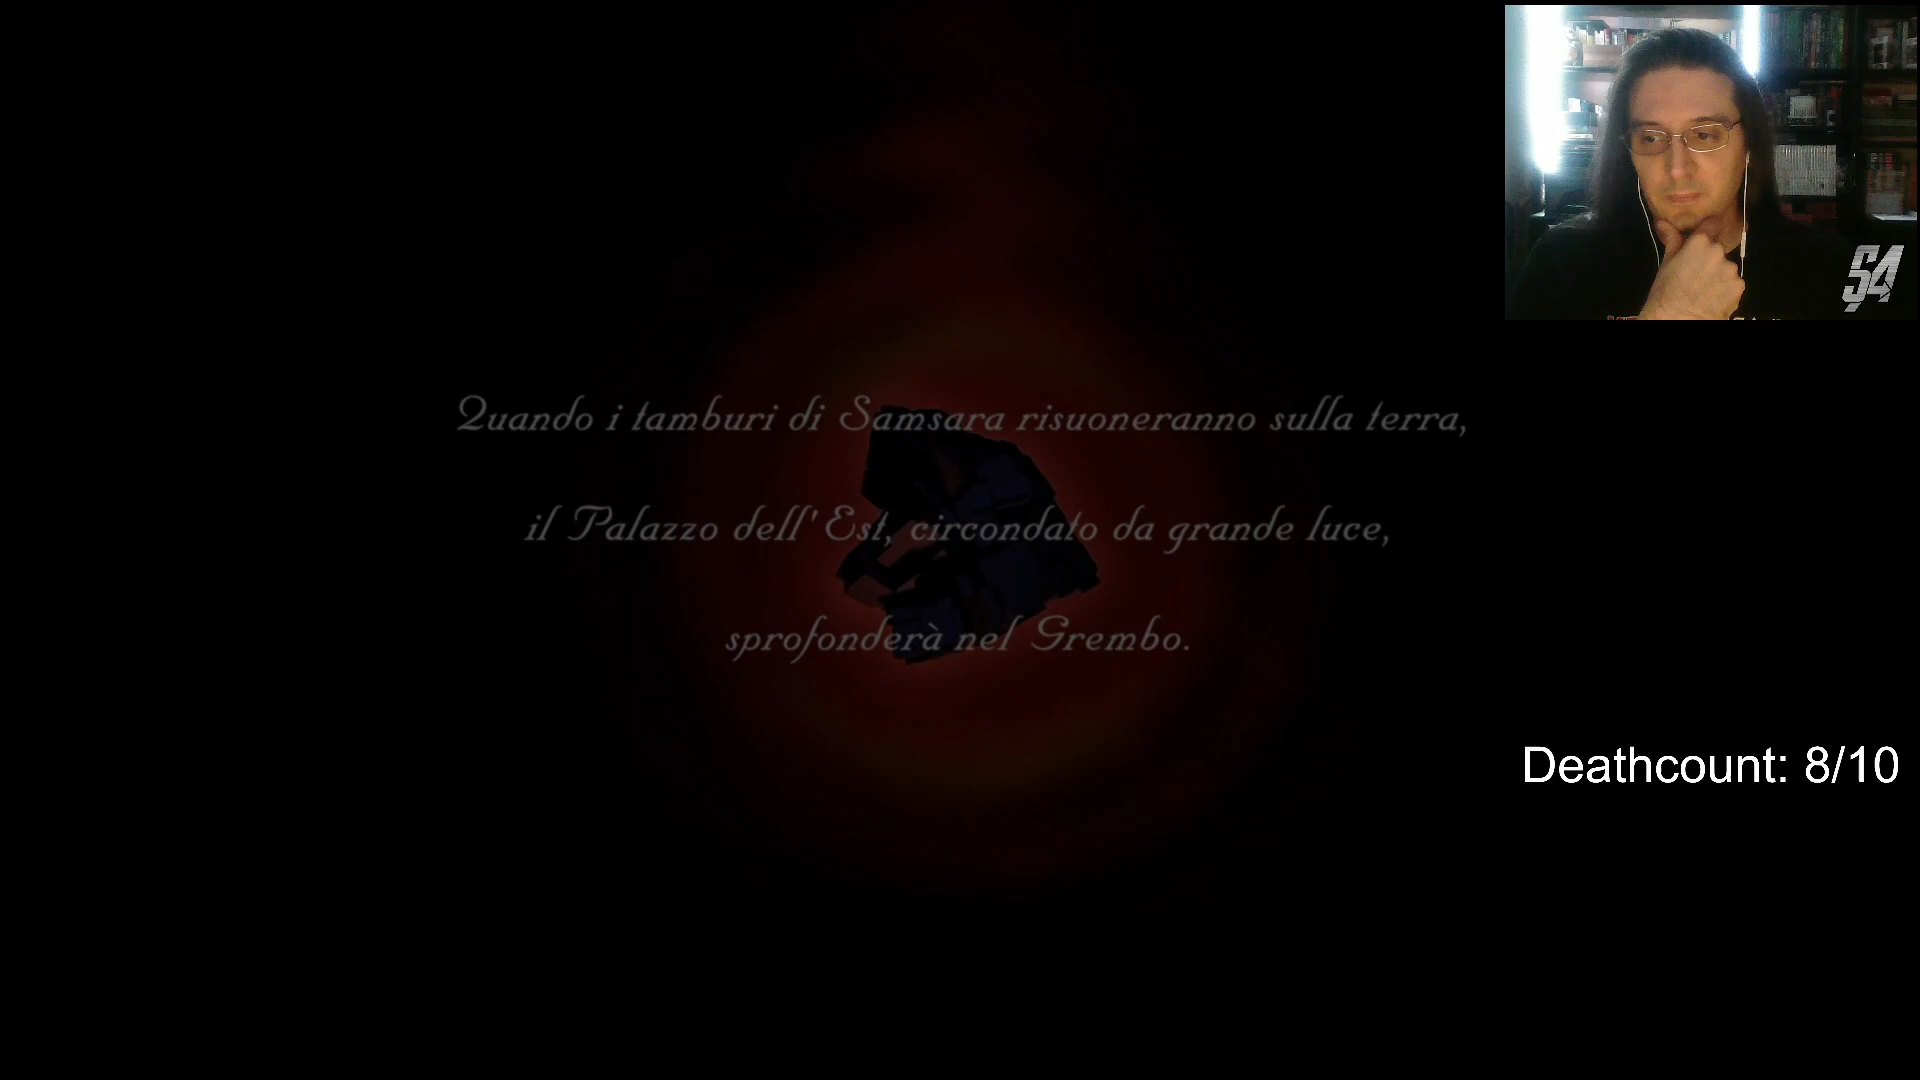 Quando i tamburi di Samsara risuoneranno sulla terra,
il Palazzo dell'Est, circondato da grande luce,
sprofonderà nel Grembo.
54
Deathcount: 8/10